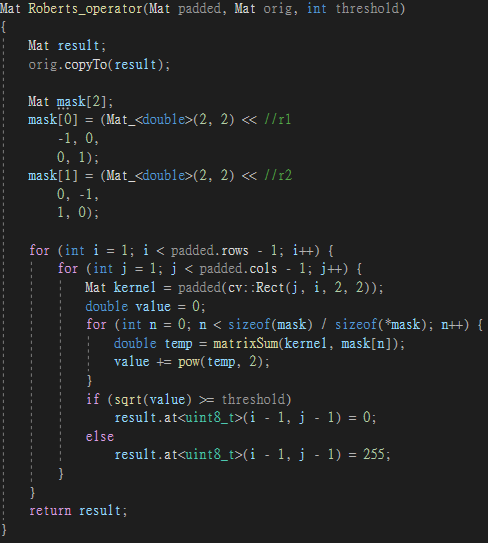 Mat Roberts_operator(Mat padded, Mat orig, int threshold)
{
    Mat result;
    orig.copyTo(result);

    Mat mask[2];
    mask[0] = (Mat_<double>(2, 2) << //r1
        -1, 0,
        0, 1);
    mask[1] = (Mat_<double>(2, 2) << //r2
        0, -1,
        1, 0);

    for (int i = 1; i < padded.rows - 1; i++) {
        for (int j = 1; j < padded.cols - 1; j++) {
            Mat kernel = padded(cv::Rect(j, i, 2, 2));
            double value = 0;
            for (int n = 0; n < sizeof(mask) / sizeof(*mask); n++) {
                double temp = matrixSum(kernel, mask[n]);
                value += pow(temp, 2);
            }
            if (sqrt(value) >= threshold)
                result.at<uint8_t>(i - 1, j - 1) = 0;
            else
                result.at<uint8_t>(i - 1, j - 1) = 255;
        }
    }
    return result;
}